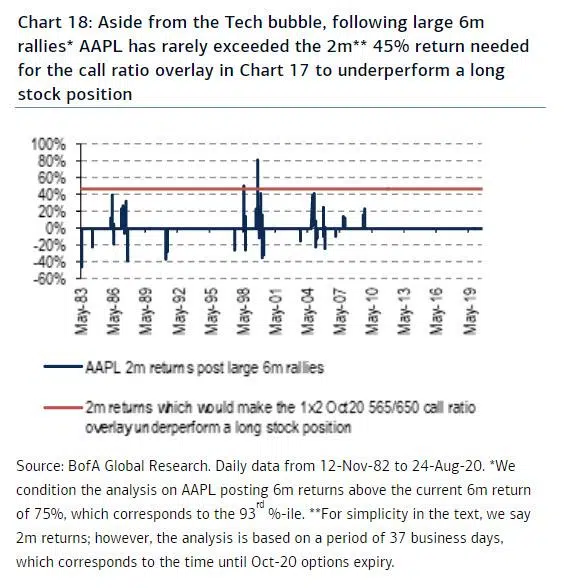 Chart 18: Aside from the Tech bubble, following large 6m
rallies* AAPL has rarely exceeded the 2m** 45% return needed
for the call ratio overlay in Chart 17 to underperform a long
stock position
100%
80%
60%
40%
20%
0%
-20%
-40%
-60%
May-83
May-86
May-89
May-92
May-95
May-98
May-01
May-04
May-07
May-10
May-13
May-16
May-19
AAPL 2m returns post large 6m rallies
2m returns which would make the 1x2 Oct20 565/650 call ratio
overlay underperform a long stock position
Source: BofA Global Research. Daily data from 12-Nov-82 to 24-Aug-20. *We
condition the analysis on AAPL posting 6m returns above the current 6m return
of 75%, which corresponds to the 93rd %-ile. **For simplicity in the text, we say
2m returns; however, the analysis is based on a period of 37 business days,
which corresponds to the time until Oct-20 options expiry.